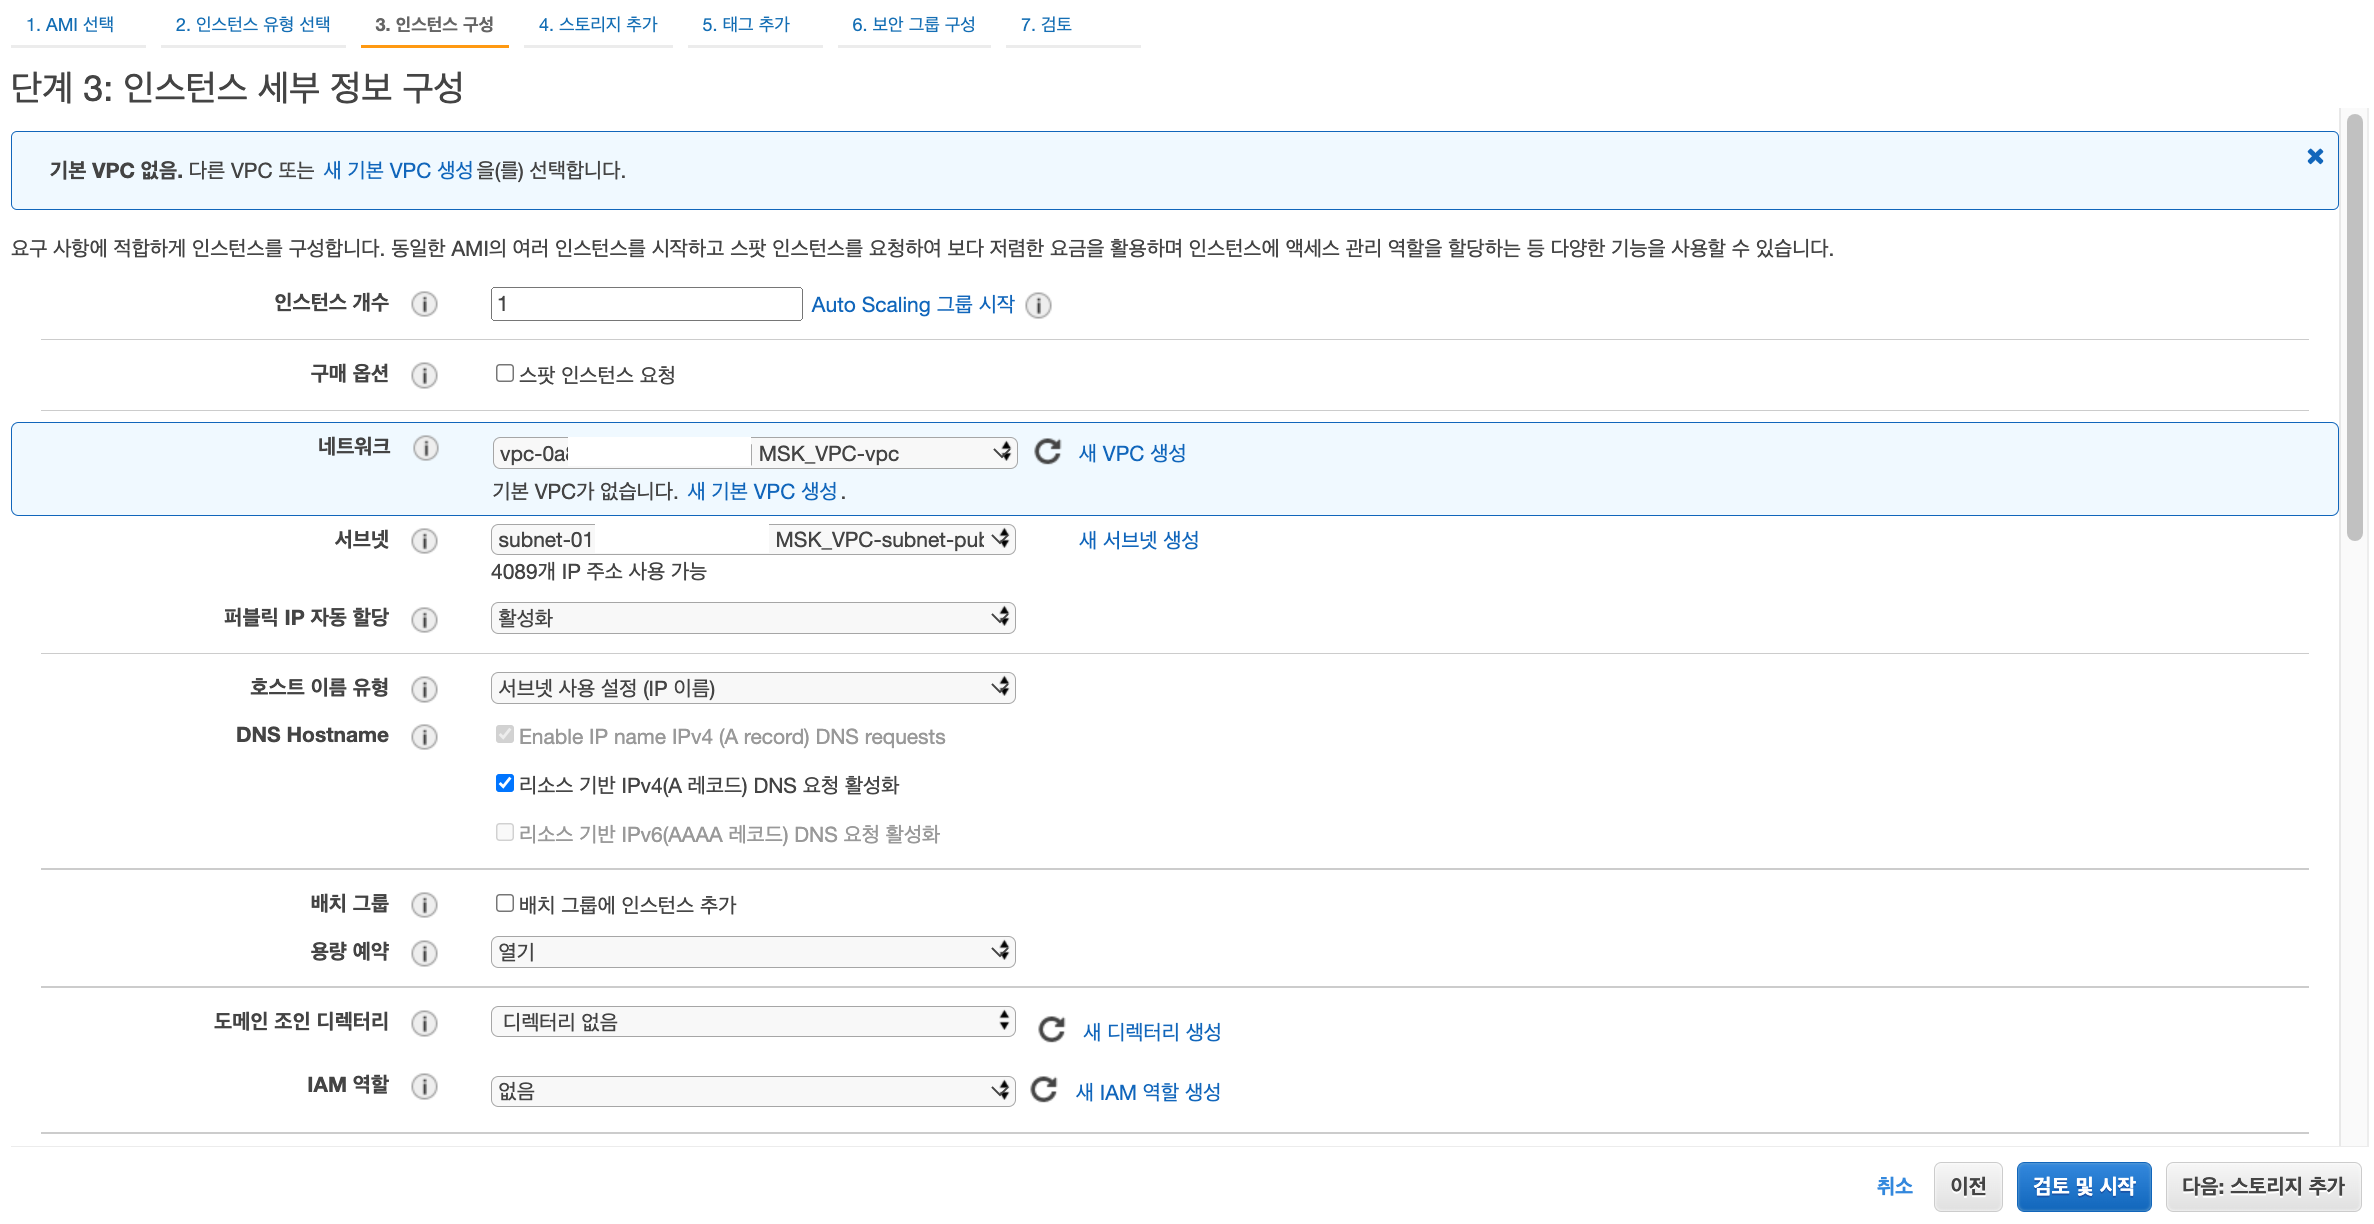 1. AMI 선택 2. 인스턴스 유형 선택 3. 인스턴스 구성 4. 스토리지 추가 5. 태그 추가 6. 보안 그룹 구성 7. 검토
단계 3: 인스턴스 세부 정보 구성
기본 VPC 없음. 다른 VPC 또는 새 기본 VPC 생성을(를) 선택합니다.
요구 사항에 적합하게 인스턴스를 구성합니다. 동일한 AMI의 여러 인스턴스를 시작하고 스팟 인스턴스를 요청하여 보다 저렴한 요금을 활용하며 인스턴스에 액세스 관리 역할을 할당하는 등 다양한 기능을 사용할 수 있습니다.
인스턴스 개수 1 Auto Scaling 그룹 시작
구매 옵션 스팟 인스턴스 요청
네트워크 vpc-0a MSK_VPC-vpc 새 VPC 생성
기본 VPC가 없습니다. 새 기본 VPC 생성.
서브넷 subnet-01 MSK_VPC-subnet-pub 새 서브넷 생성
4089개 IP 주소 사용 가능
퍼블릭 IP 자동 할당 활성화
호스트 이름 유형 서브넷 사용 설정 (IP 이름)
DNS Hostname Enable IP name IPv4 (A record) DNS requests
리소스 기반 IPv4(A 레코드) DNS 요청 활성화
리소스 기반 IPv6(AAAA 레코드) DNS 요청 활성화
배치 그룹 배치 그룹에 인스턴스 추가
용량 예약 열기
도메인 조인 디렉터리 디렉터리 없음 새 디렉터리 생성
IAM 역할 없음 새 IAM 역할 생성
취소 이전 검토 및 시작 다음: 스토리지 추가